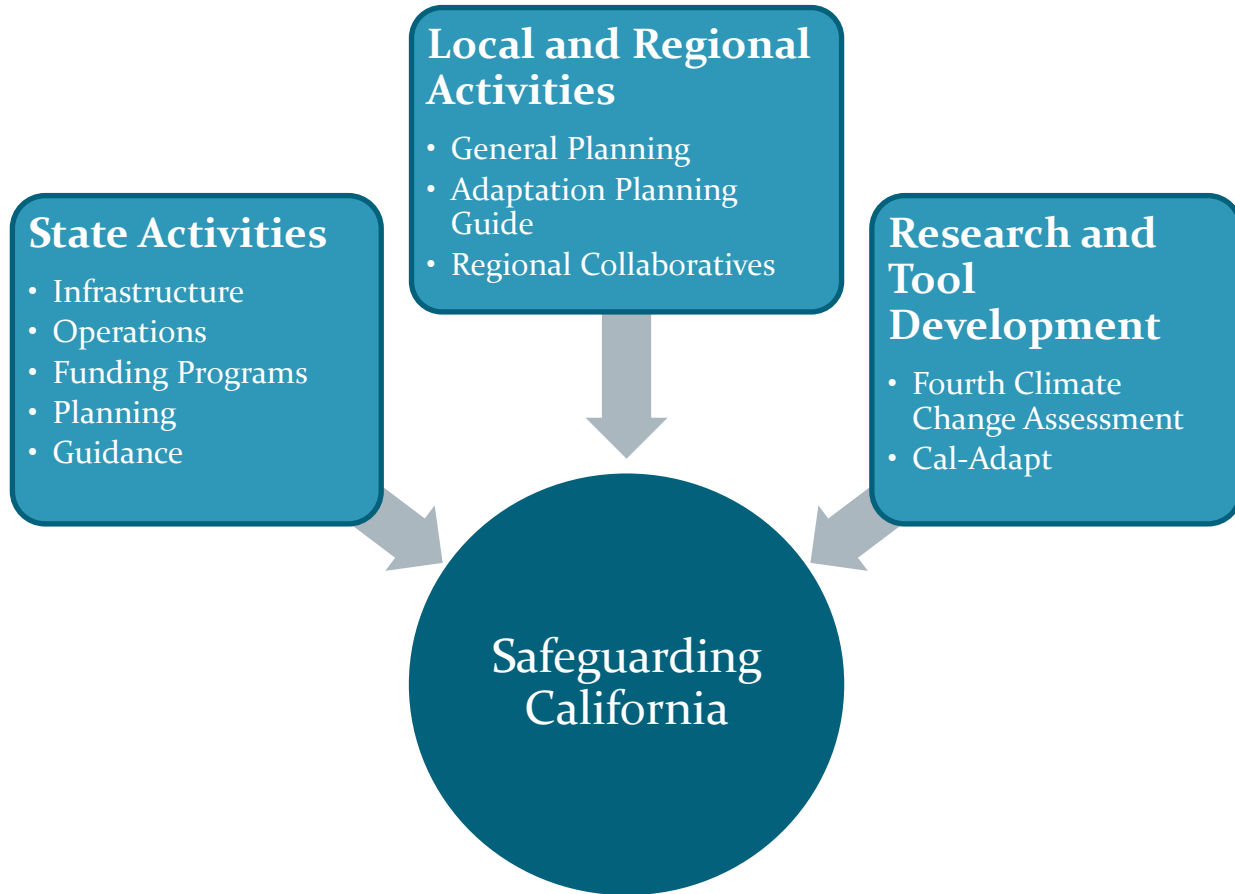 Local and Regional
Activities
• General Planning
• Adaptation Planning
Guide
• Regional Collaboratives
State Activities
• Infrastructure
• Operations
• Funding Programs
• Planning
• Guidance
Research and
Tool
Development
• Fourth Climate
Change Assessment
• Cal-Adapt
Safeguarding
California